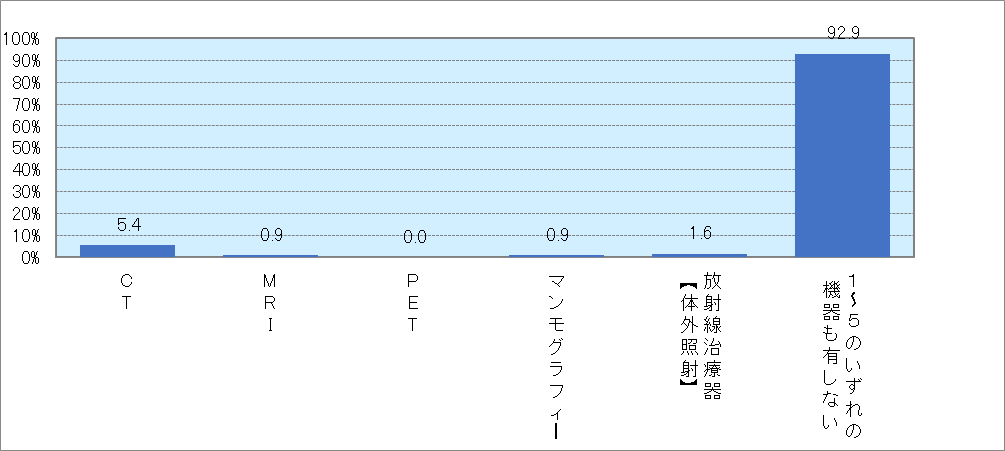 100%
90%
80%
70%
60%
50%
40%
30%
20%
10%
0%
5.4
0.9
0.0
0.9
1.6
92.9
CT
MRI
PET
マンモグラフィー
放射線治療器
【体外照射】
1~5のいずれの
機器も有しない